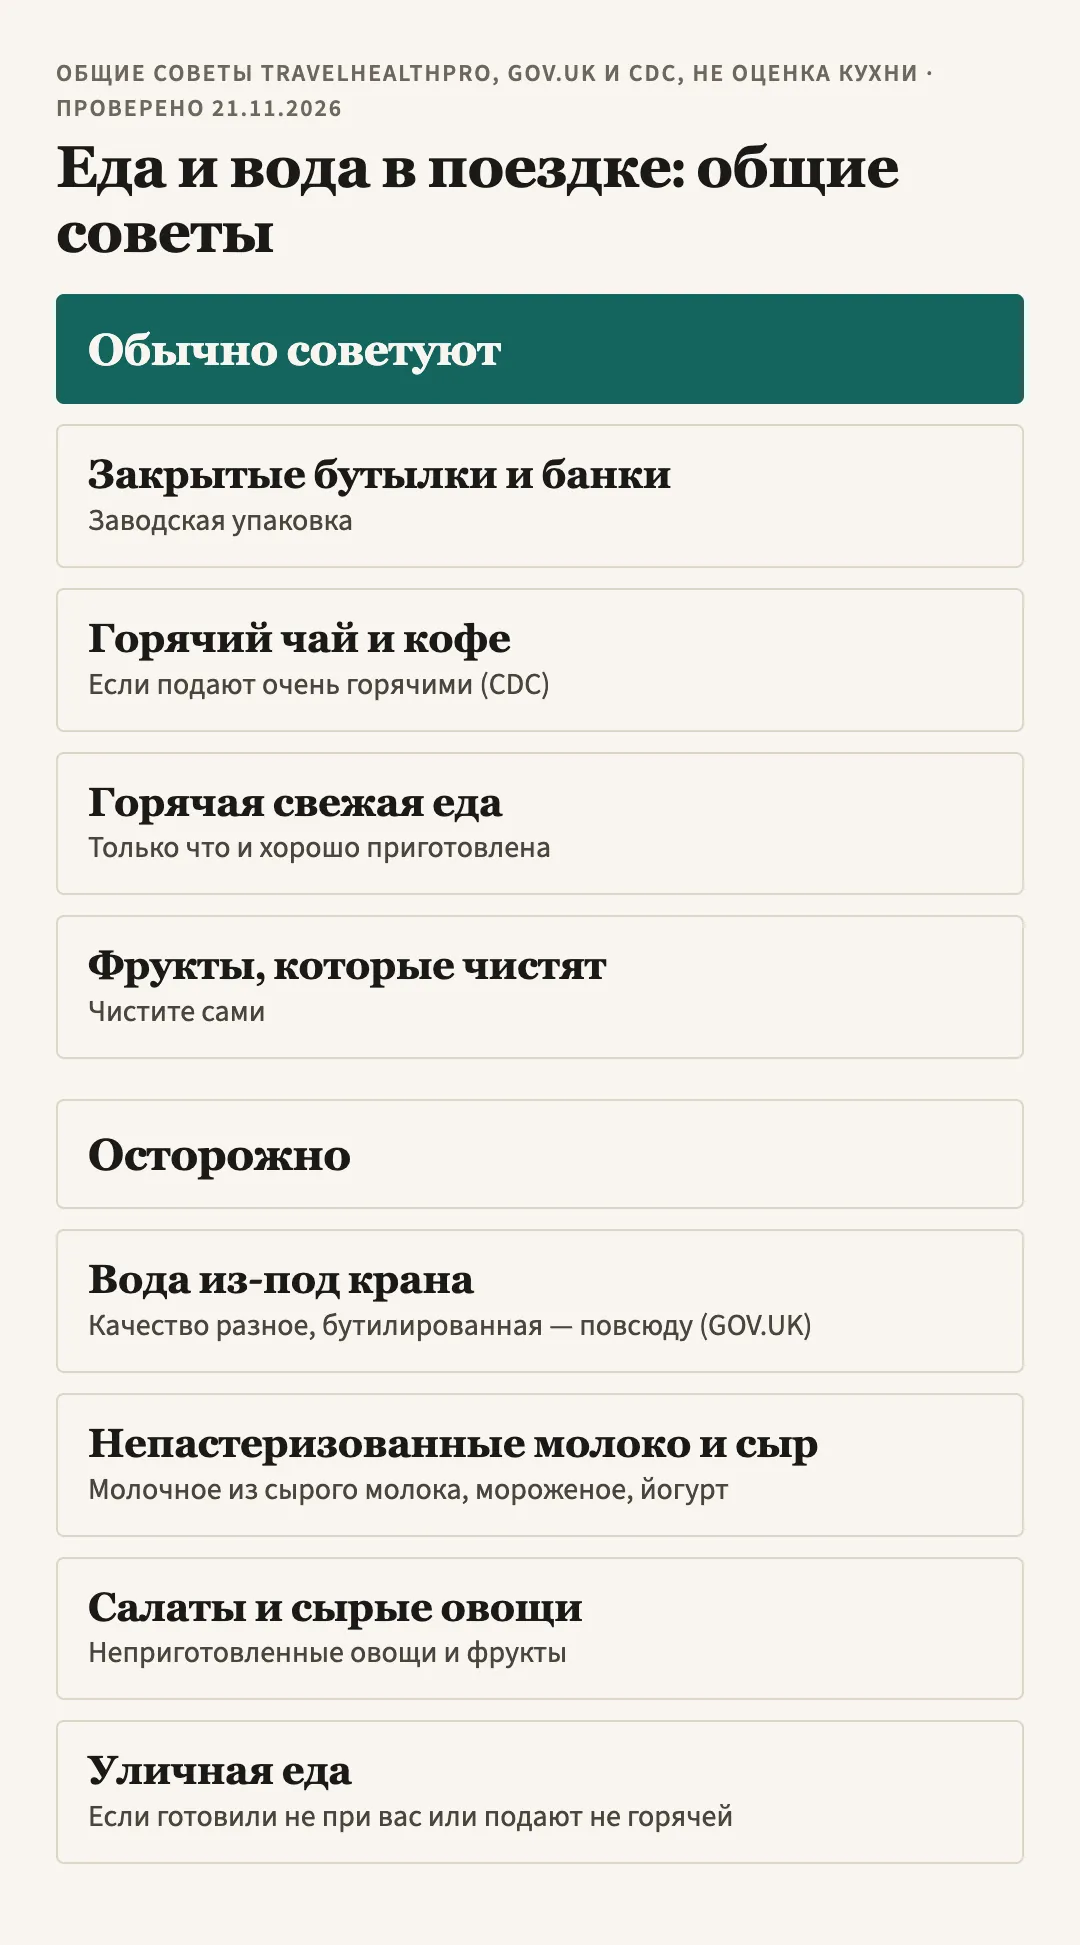 ОБЩИЕ СОВЕТЫ TRAVELHEALTHPRO, GOV.UK И CDC, НЕ ОЦЕНКА КУХНИ ·
ПРОВЕРЕНО 21.11.2026
Еда и вода в поездке: общие
советы
Обычно советуют
Закрытые бутылки и банки
Заводская упаковка
Горячий чай и кофе
Если подают очень горячими (CDC)
Горячая свежая еда
Только что и хорошо приготовлена
Фрукты, которые чистят
Чистите сами
Осторожно
Вода из-под крана
Качество разное, бутилированная — повсюду (GOV.UK)
Непастеризованные молоко и сыр
Молочное из сырого молока, мороженое, йогурт
Салаты и сырые овощи
Неприготовленные овощи и фрукты
Уличная еда
Если готовили не при вас или подают не горячей